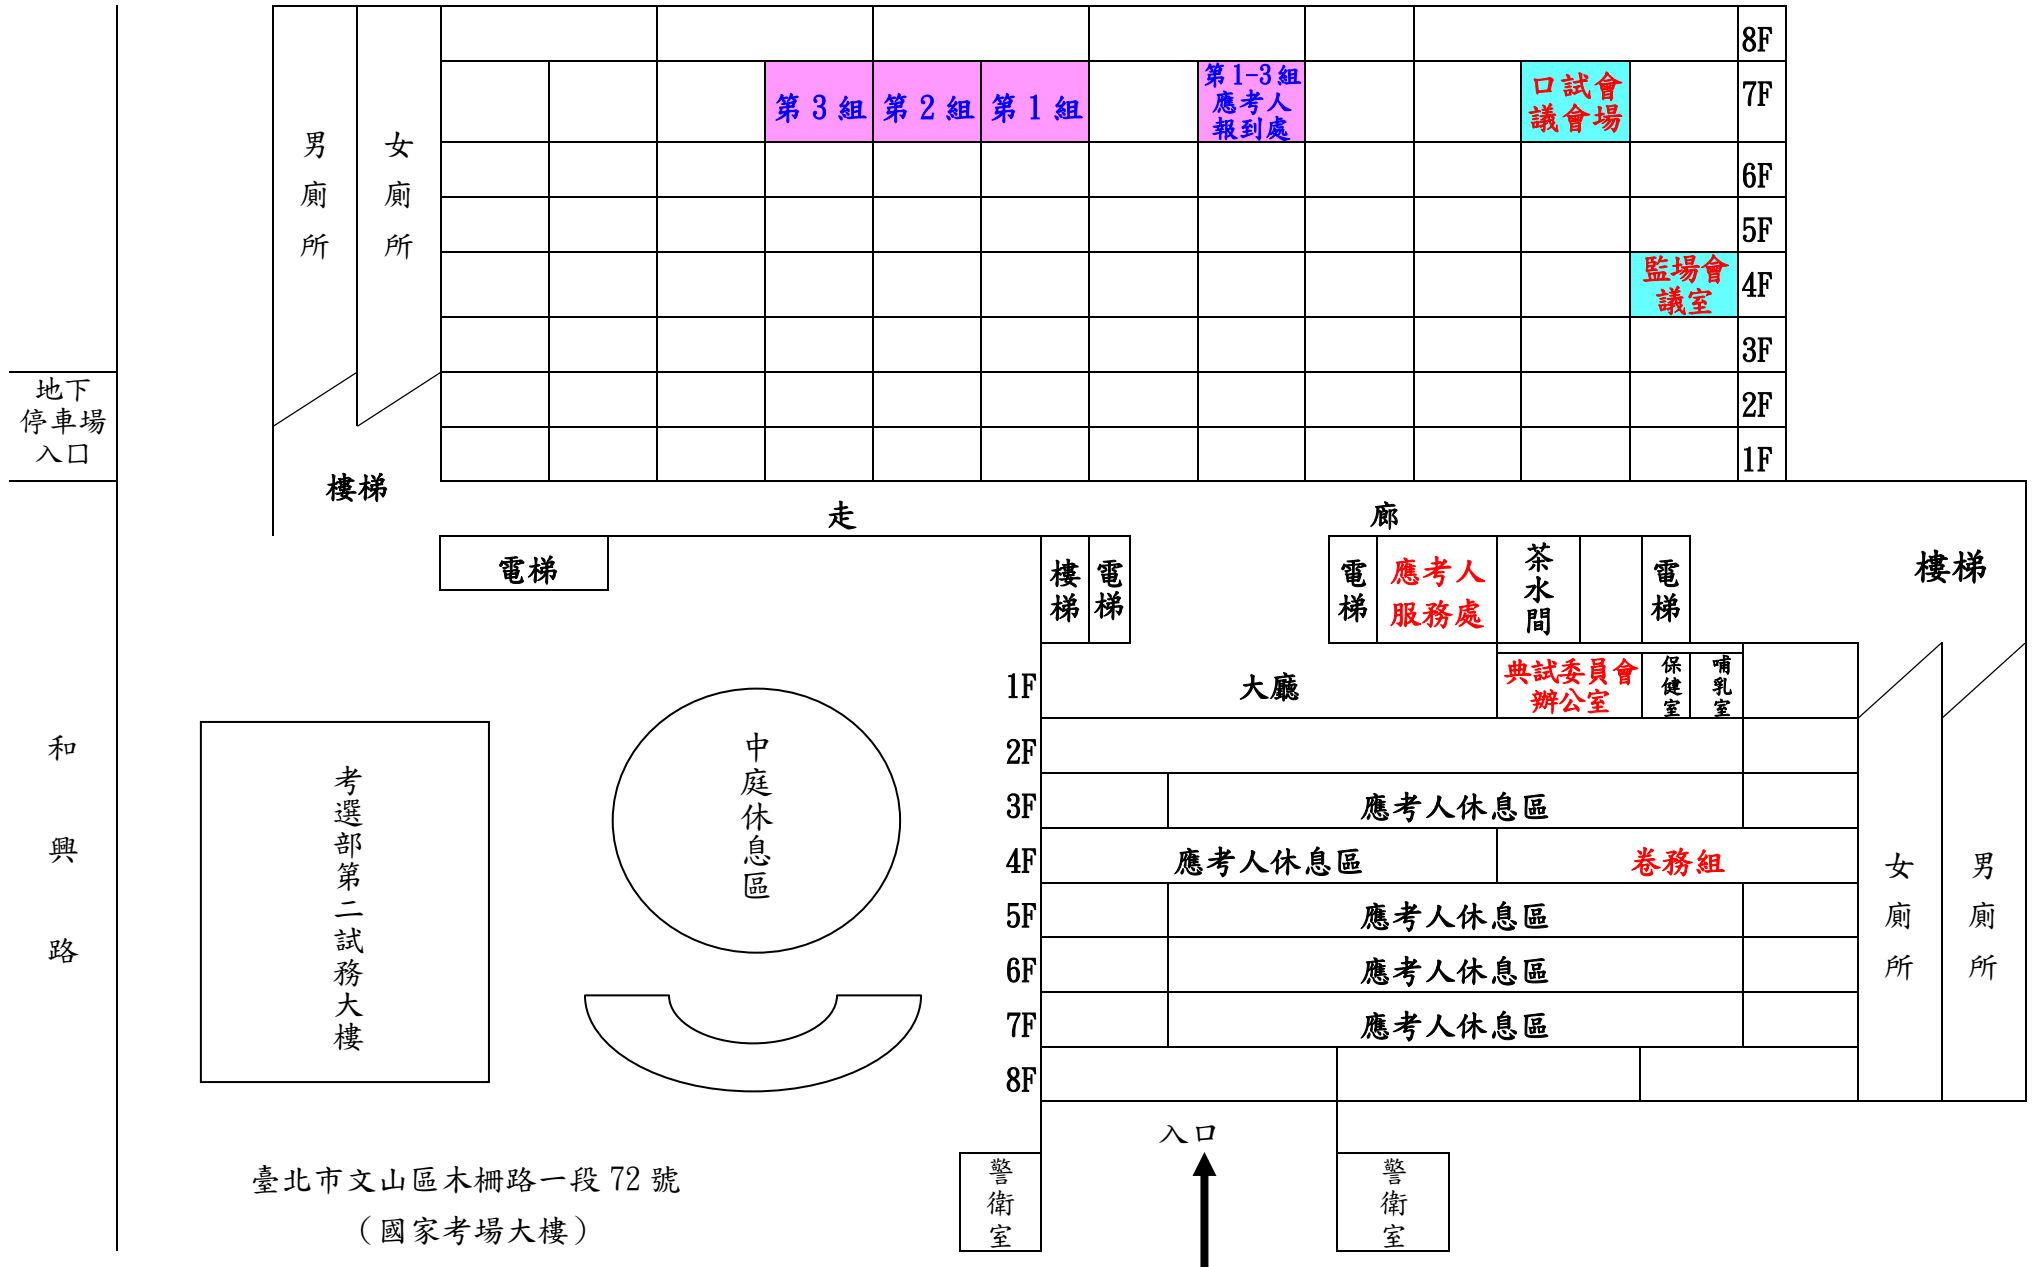 8F
第 3 組
第 2 組
第 1 組
第 1-3 組
應考人
報到處
口試會
議會場
7F
男廁所
女廁所
6F
5F
監場會
議室
4F
3F
2F
1F
地下
停車場
入口
樓梯
走廊
電梯
樓梯
電梯
電梯
應考人
服務處
茶水間
電梯
樓梯
1F
大廳
典試委員會
辦公室
保健室
哺乳室
2F
3F
應考人休息區
4F
應考人休息區
卷務組
5F
應考人休息區
6F
應考人休息區
7F
應考人休息區
8F
女廁所
男廁所
和興路
考選部第二試務大樓
中庭休息區
入口
警衛室
警衛室
臺北市文山區木柵路一段 72 號
（國家考場大樓）